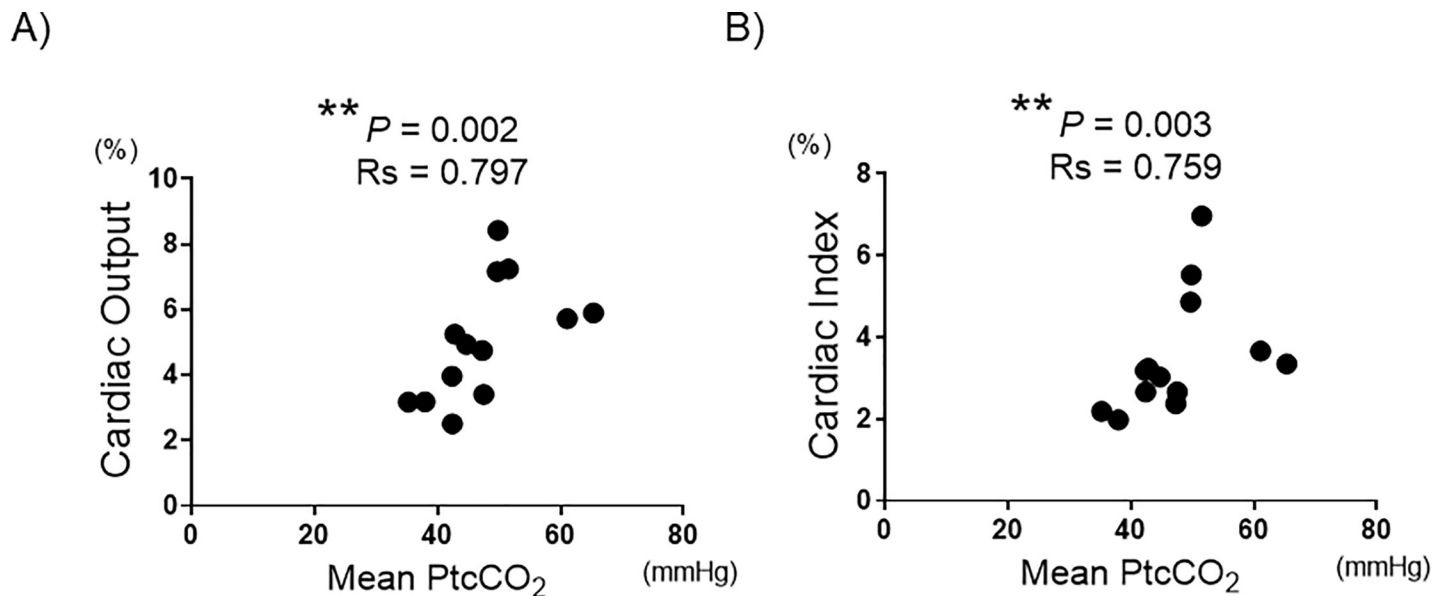 A)
** P = 0.002
Rs = 0.797
(%)
Cardiac Output
10
8
6
4
2
0
0 20 40 60 80
Mean PtcCO₂ (mmHg)
B)
** P = 0.003
Rs = 0.759
(%)
Cardiac Index
8
6
4
2
0
0 20 40 60 80
Mean PtcCO₂ (mmHg)